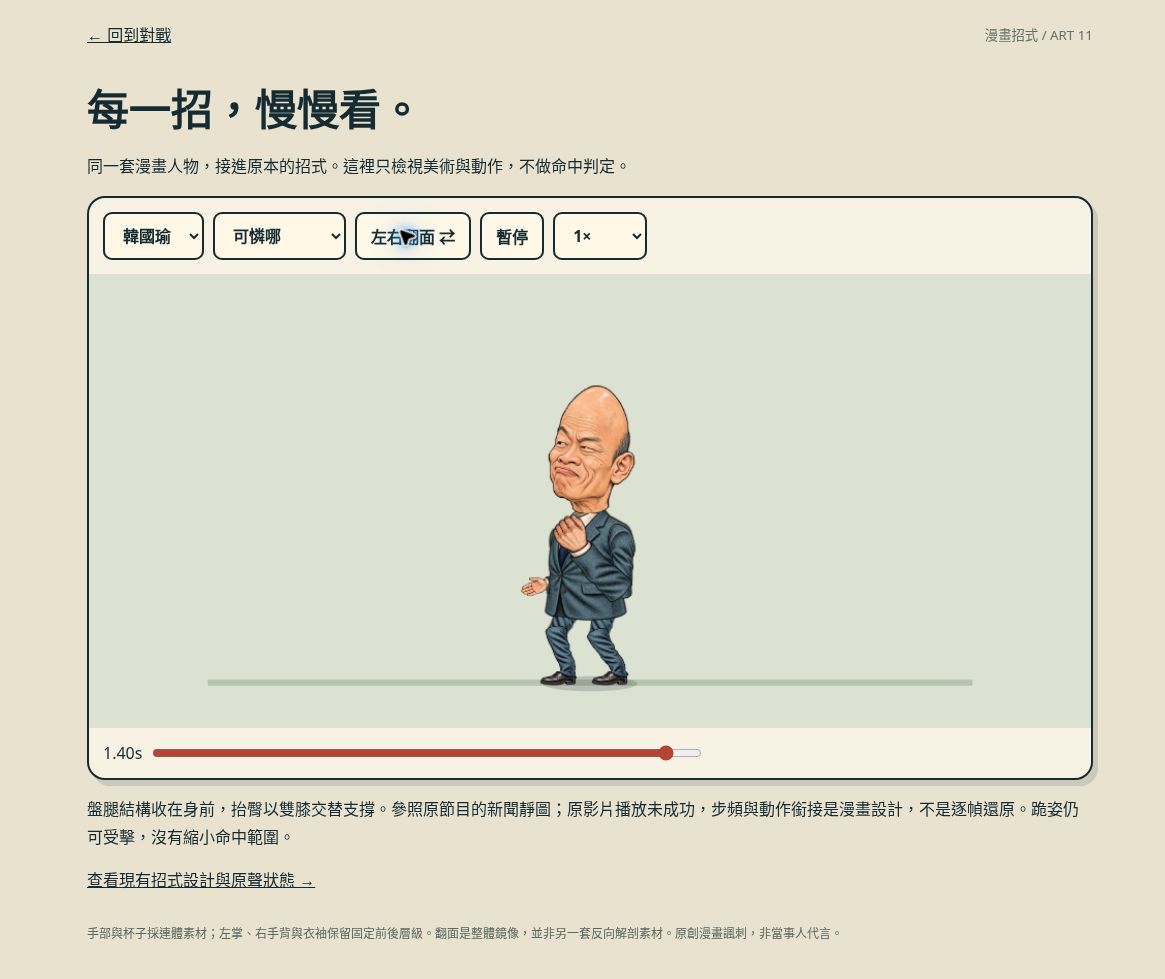 ← 回到對戰
漫畫招式 / ART 11
每一招，慢慢看。
同一套漫畫人物，接進原本的招式。這裡只檢視美術與動作，不做命中判定。
韓國瑜 可憐哪 左右翻面 ⇄ 暫停 1×
1.40s
盤腿結構收在身前，抬臀以雙膝交替支撐。參照原節目的新聞靜圖；原影片播放未成功，步頻與動作銜接是漫畫設計，不是逐幀還原。跪姿仍
可受擊，沒有縮小命中範圍。
查看現有招式設計與原聲狀態 →
手部與杯子採連體素材；左掌、右手背與衣袖保留固定前後層級。翻面是整體鏡像，並非另一套反向解剖素材。原創漫畫諷刺，非當事人代言。